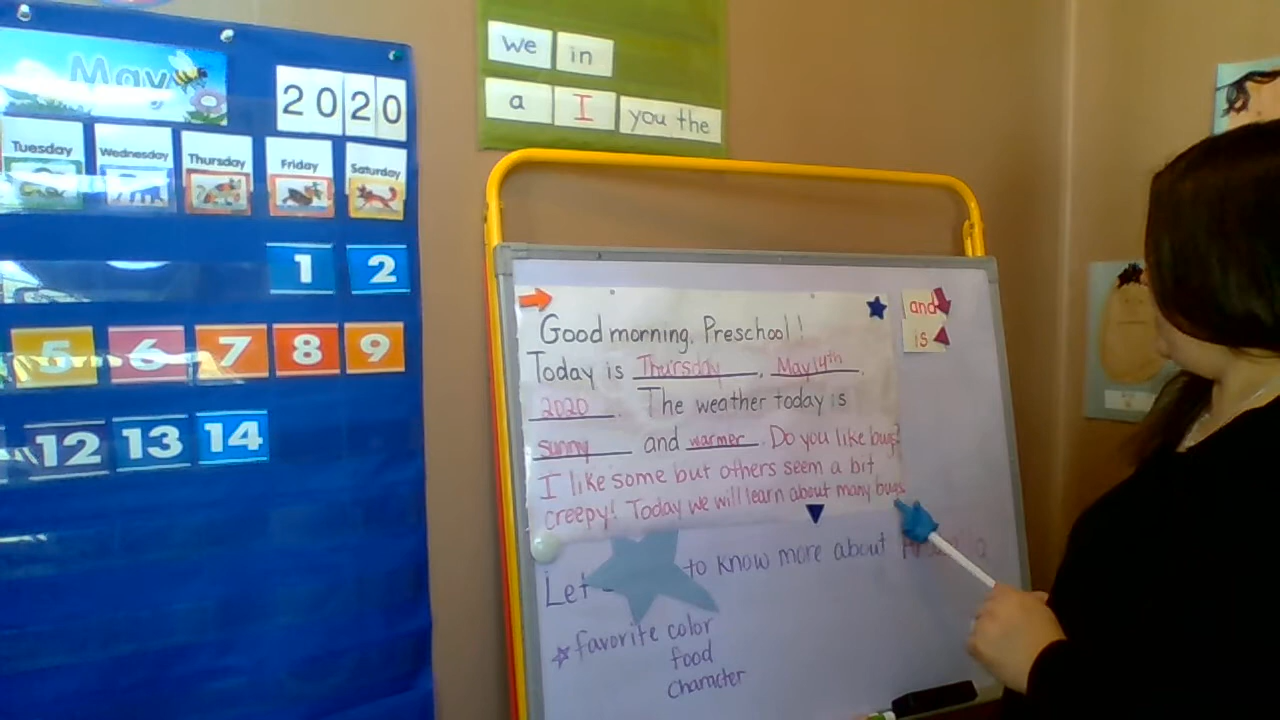 May
2020
Tuesday Wednesday Thursday Friday Saturday
1 2
5 6 7 8 9
12 13 14
we in
a I you the
Good morning, Preschool!
Today is Thursday, May 14th,
2020. The weather today is
sunny and warmer. Do you like bugs?
I like some but others seem a bit
creepy! Today we will learn about many bugs.
and
is
Let to know more about
favorite color
food
character